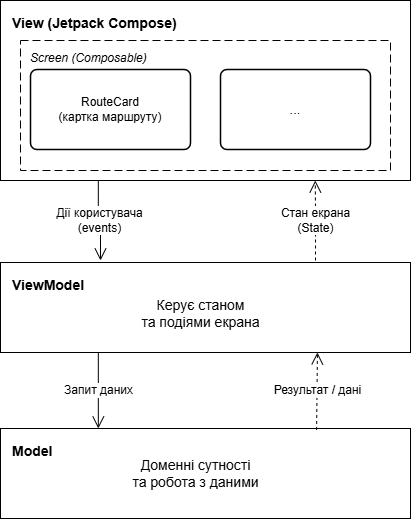 View (Jetpack Compose)
Screen (Composable)
RouteCard
(картка маршруту)
...
Дії користувача
(events)
Стан екрана
(State)
ViewModel
Керує станом
та подіями екрана
Запит даних
Результат / дані
Model
Доменні сутності
та робота з даними